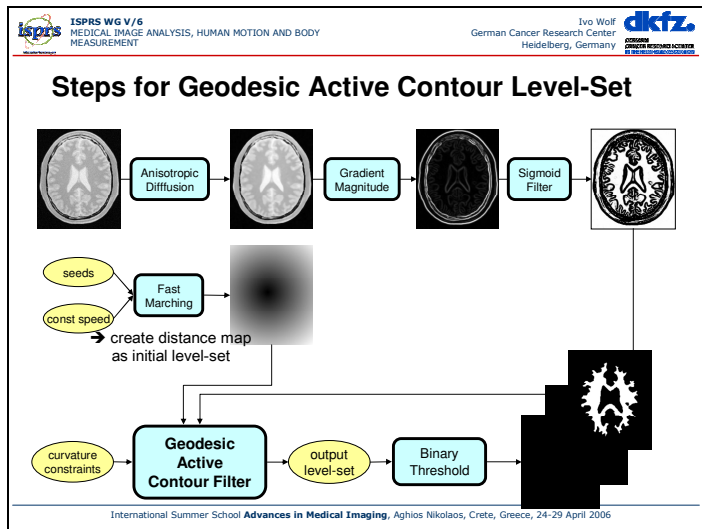 isprs
ISPRS WG V/6
MEDICAL IMAGE ANALYSIS, HUMAN MOTION AND BODY
MEASUREMENT
Ivo Wolf
German Cancer Research Center
Heidelberg, Germany
dkfz.
Steps for Geodesic Active Contour Level-Set
Anisotropic
Difffusion
Gradient
Magnitude
Sigmoid
Filter
seeds
const speed
Fast
Marching
➔ create distance map
as initial level-set
curvature
constraints
Geodesic
Active
Contour Filter
output
level-set
Binary
Threshold
International Summer School Advances in Medical Imaging, Aghios Nikolaos, Crete, Greece, 24-29 April 2006